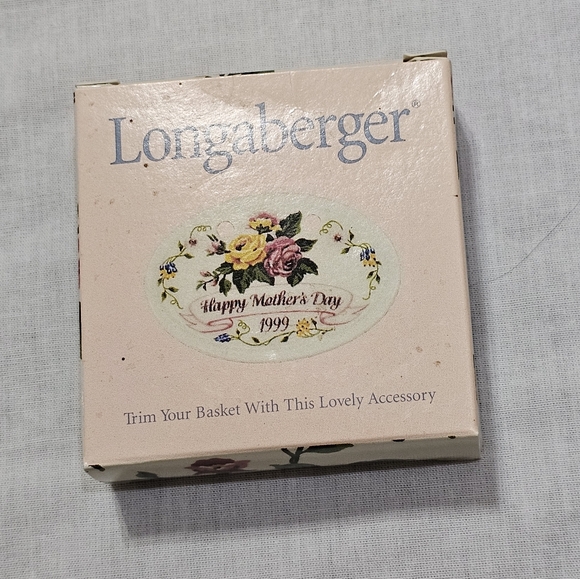 Longaberger®
Happy Mother's Day
1999
Trim Your Basket With This Lovely Accessory